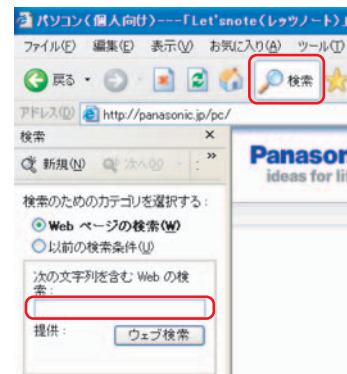 パソコン(個人向け)---「Let'snote(レッツノート)」
ファイル(F) 編集(E) 表示(V) お気に入り(A) ツール(T)
戻る 検索
アドレス(D) http://panasonic.jp/pc/
検索 ×
新規(N) 次へ(X) »
検索のためのカテゴリを選択する:
Web ページの検索(W)
以前の検索条件(U)
次の文字列を含む Web の検
索:
提供: ウェブ検索
Panason
ideas for li